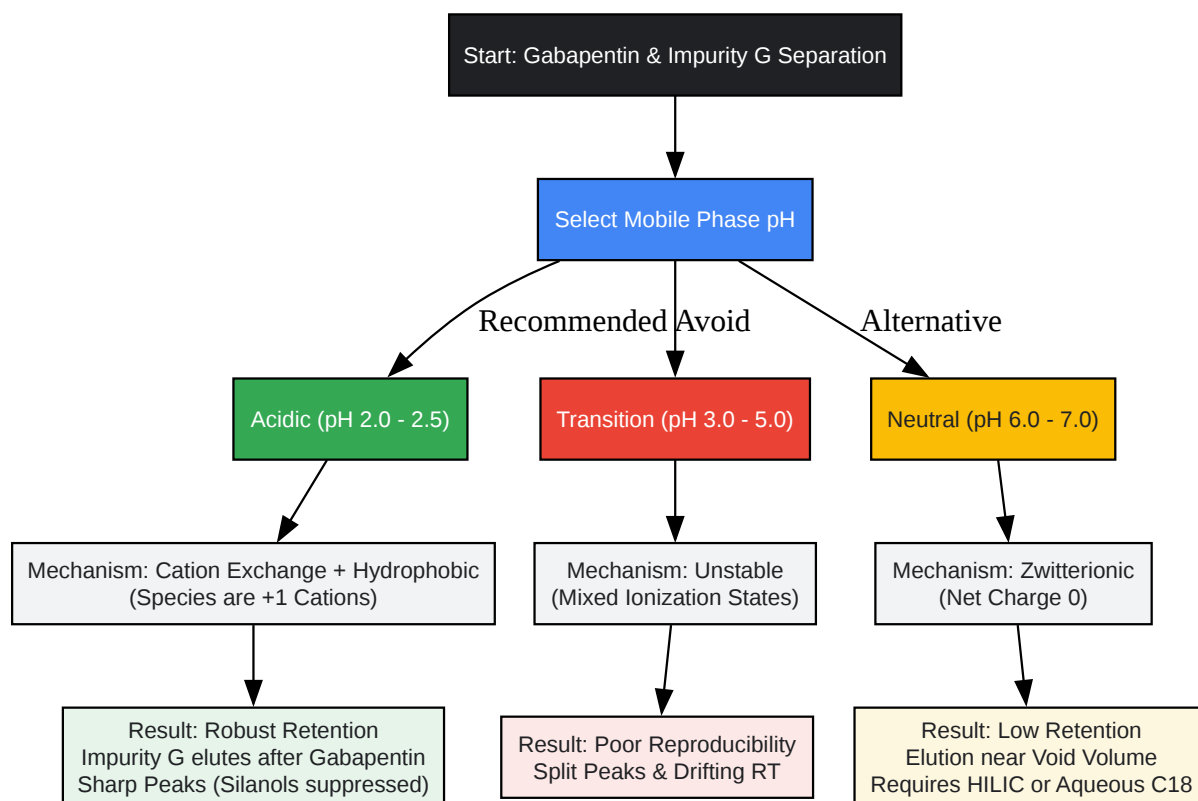 Start: Gabapentin & Impurity G Separation
Select Mobile Phase pH
Recommended
Avoid
Alternative
Acidic (pH 2.0 - 2.5)
Transition (pH 3.0 - 5.0)
Neutral (pH 6.0 - 7.0)
Mechanism: Cation Exchange + Hydrophobic
(Species are +1 Cations)
Mechanism: Unstable
(Mixed Ionization States)
Mechanism: Zwitterionic
(Net Charge 0)
Result: Robust Retention
Impurity G elutes after Gabapentin
Sharp Peaks (Silanols suppressed)
Result: Poor Reproducibility
Split Peaks & Drifting RT
Result: Low Retention
Elution near Void Volume
Requires HILIC or Aqueous C18